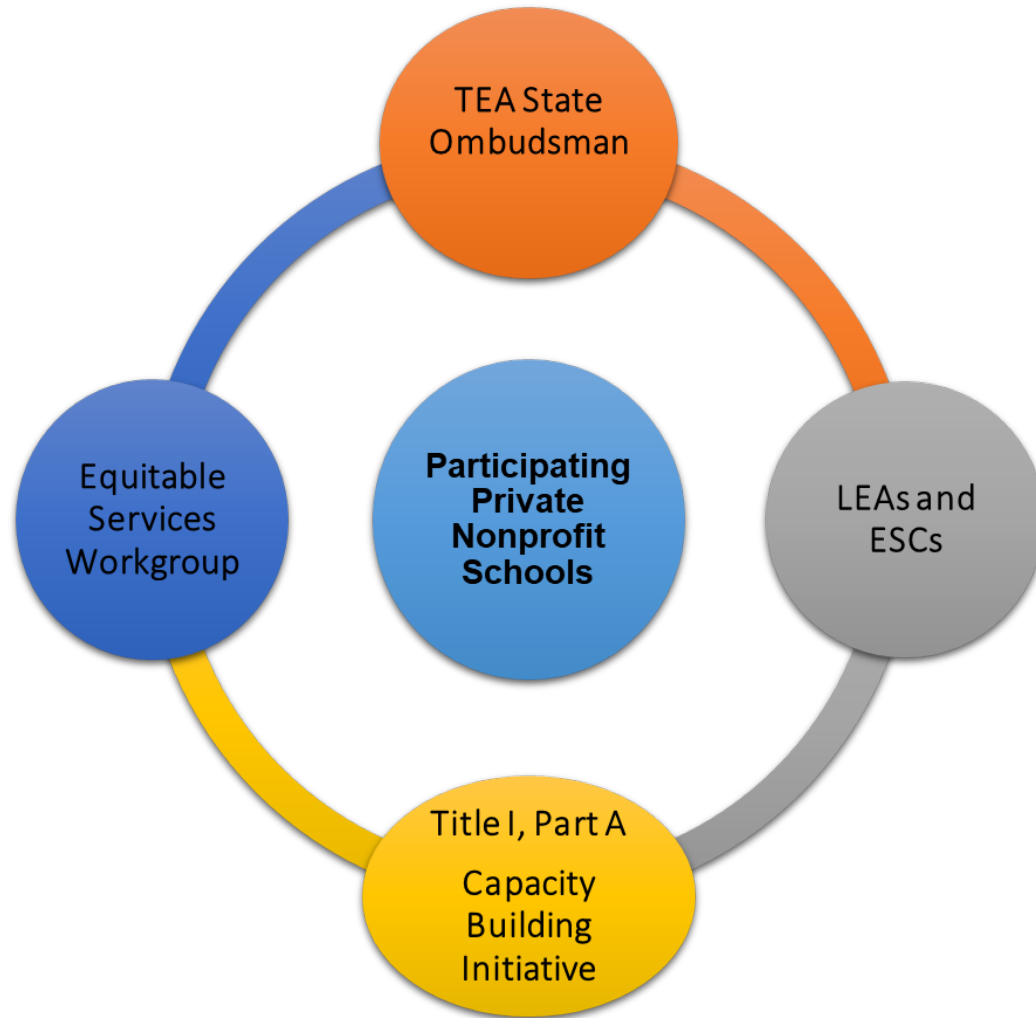 TEA State
Ombudsman
Equitable
Services
Workgroup
Participating
Private
Nonprofit
Schools
LEAs and
ESCs
Title I, Part A
Capacity
Building
Initiative